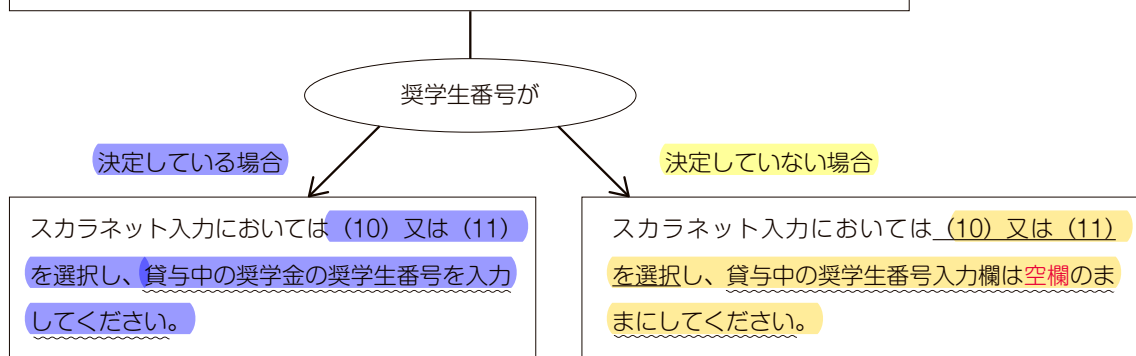 奨学生番号が
決定している場合
決定していない場合
スカラネット入力においては（10）又は（11）
を選択し、貸与中の奨学金の奨学生番号を入力
してください。
スカラネット入力においては（10）又は（11）
を選択し、貸与中の奨学生番号入力欄は空欄のま
まにしてください。